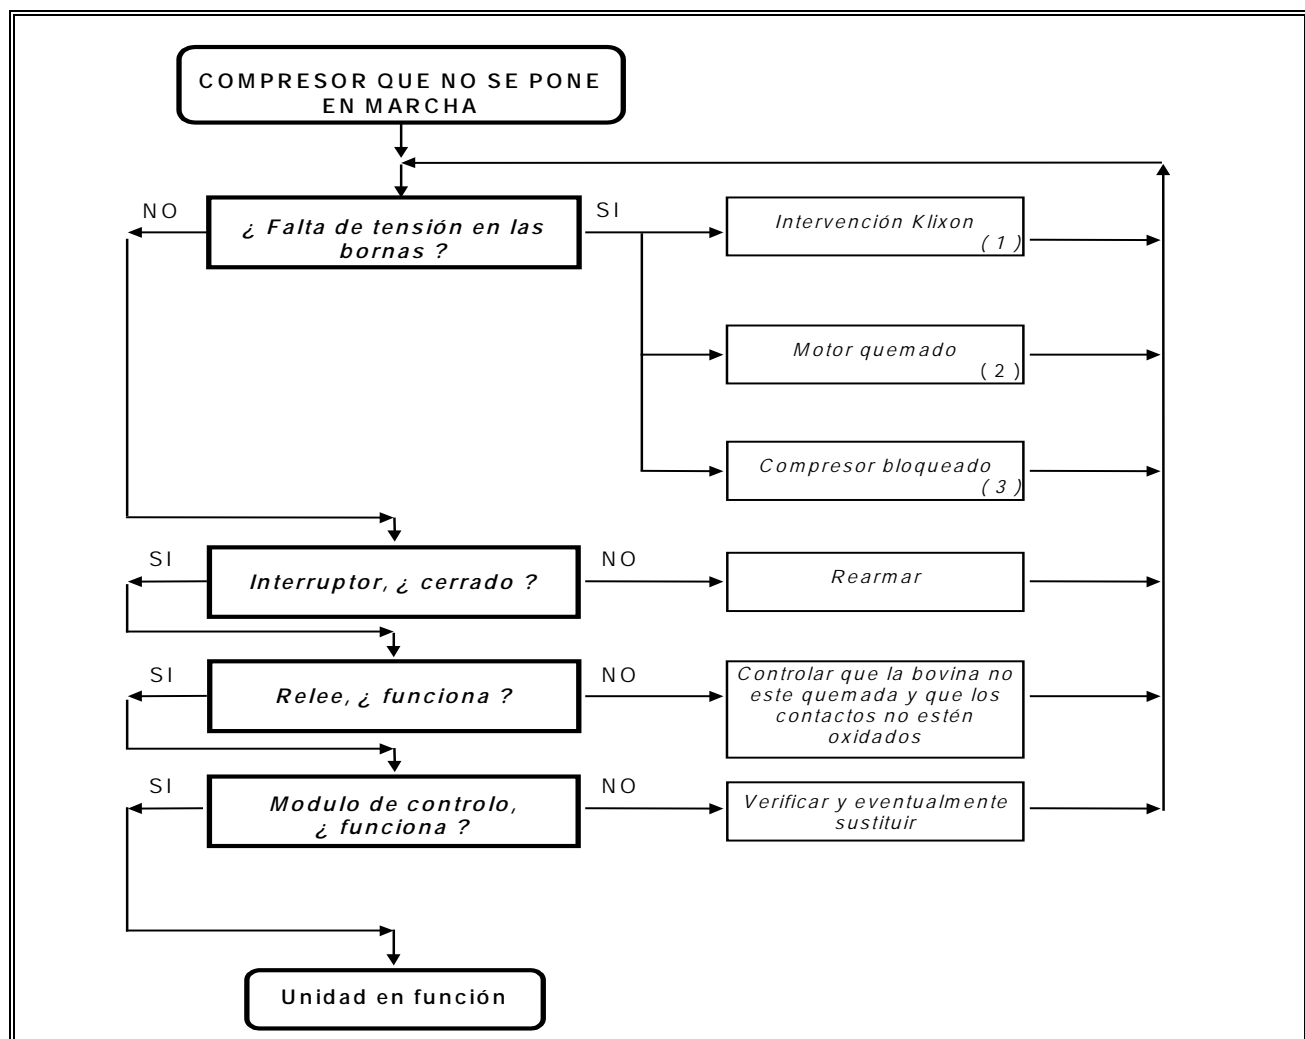 COMPRESOR QUE NO SE PONE
EN MARCHA
NO
¿ Falta de tensión en las
bornas ?
SI
Intervención Klixon
( 1 )
Motor quemado
( 2 )
Compresor bloqueado
( 3 )
SI
Interruptor, ¿ cerrado ?
NO
Rearmar
SI
Relee, ¿ funciona ?
NO
Controlar que la bovina no
este quemada y que los
contactos no estén
oxidados
SI
Modulo de controlo,
¿ funciona ?
NO
Verificar y eventualmente
sustituir
Unidad en función